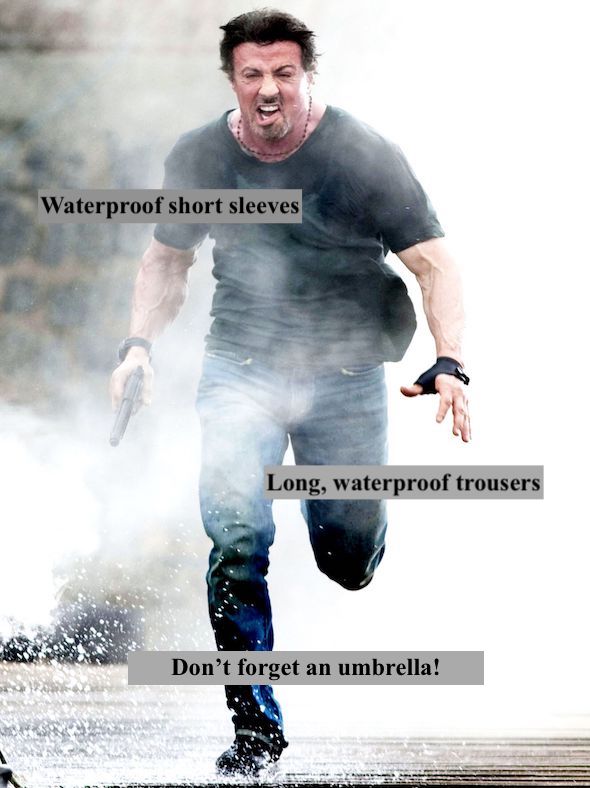 Waterproof short sleeves
Long, waterproof trousers
Don’t forget an umbrella!